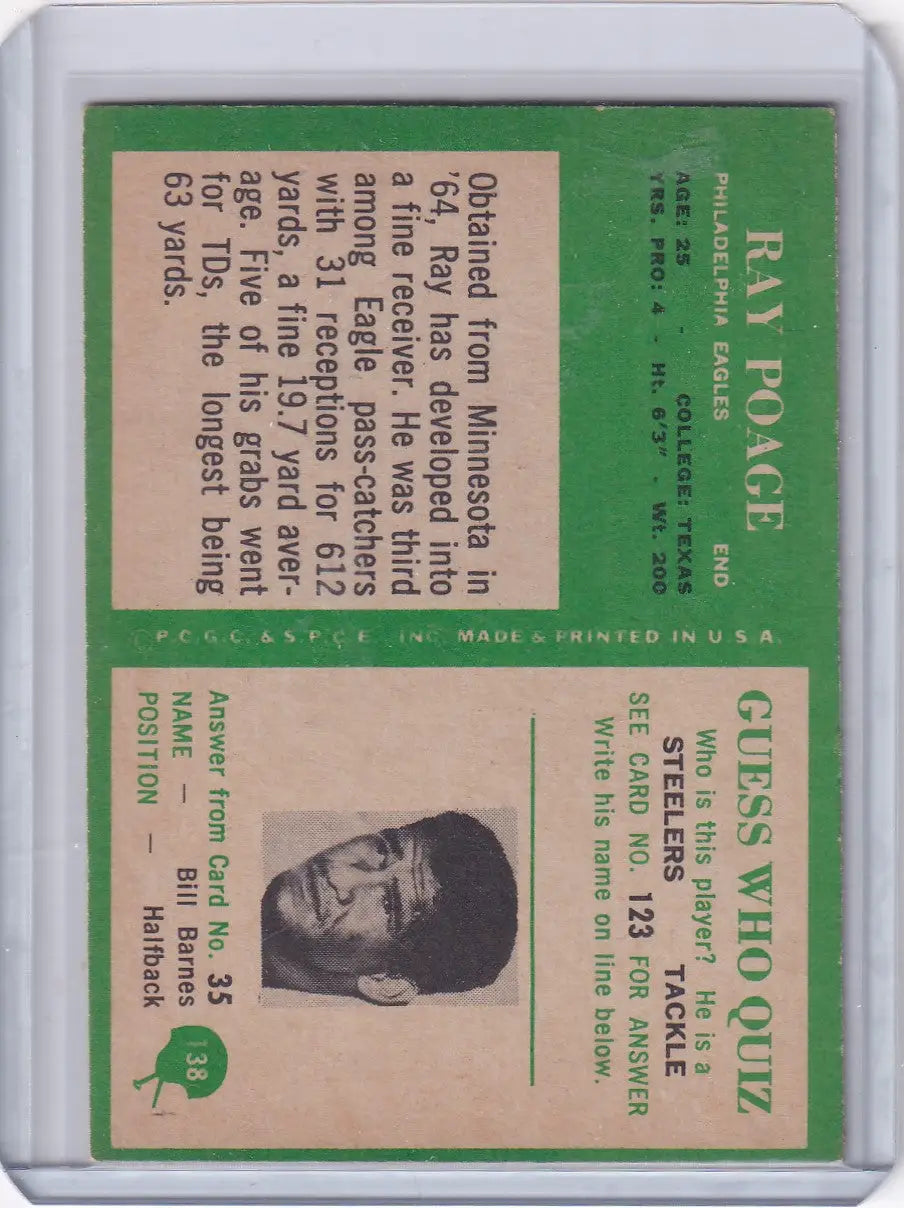 RAY POAGE
PHILADELPHIA EAGLES END
AGE: 25 - COLLEGE: TEXAS
YRS. PRO: 4 - Ht. 6'3" - Wt. 200
Obtained from Minnesota in
'64, Ray has developed into
a fine receiver. He was third
among Eagle pass-catchers
with 31 receptions for 612
yards, a fine 19.7 yard aver-
age. Five of his grabs went
for TDs, the longest being
63 yards.
©P.C.G.C. & S.P.C.E., INC. MADE & PRINTED IN U.S.A.
GUESS WHO QUIZ
Who is this player? He is a
STEELERS TACKLE
SEE CARD NO. 123 FOR ANSWER
Write his name on line below.
Answer from Card No. 35
NAME — Bill Barnes
POSITION — Halfback
138